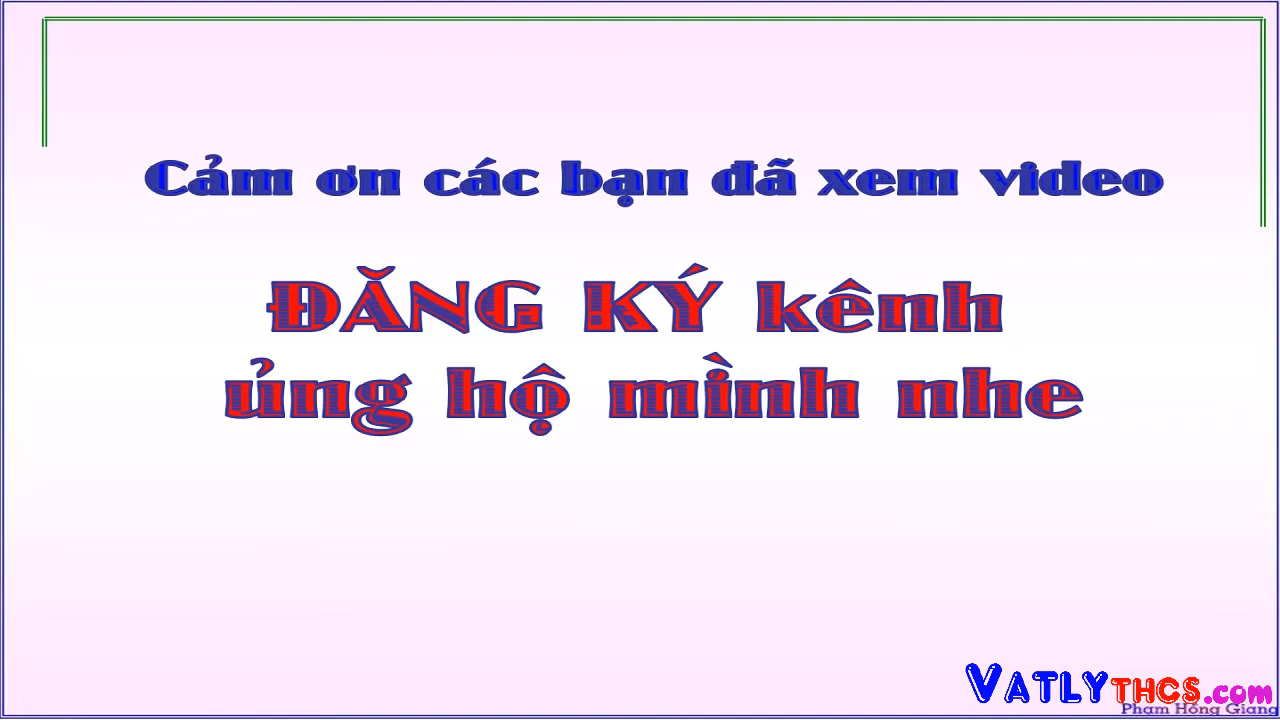 Cảm ơn các bạn đã xem video
ĐĂNG KÝ kênh
ủng hộ mình nhe
VATLYTHCS.com
Phạm Hồng Giang